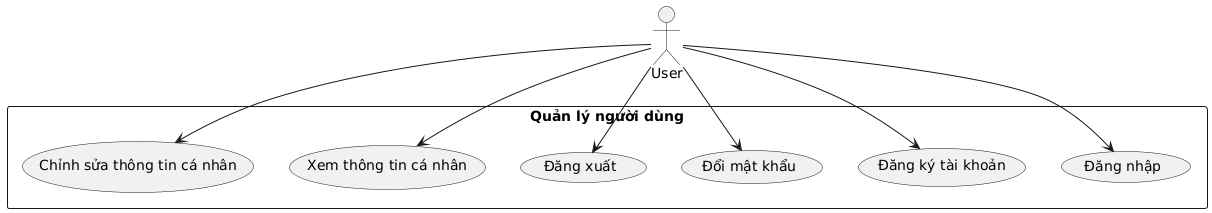 User
Quản lý người dùng
Chỉnh sửa thông tin cá nhân
Xem thông tin cá nhân
Đăng xuất
Đổi mật khẩu
Đăng ký tài khoản
Đăng nhập